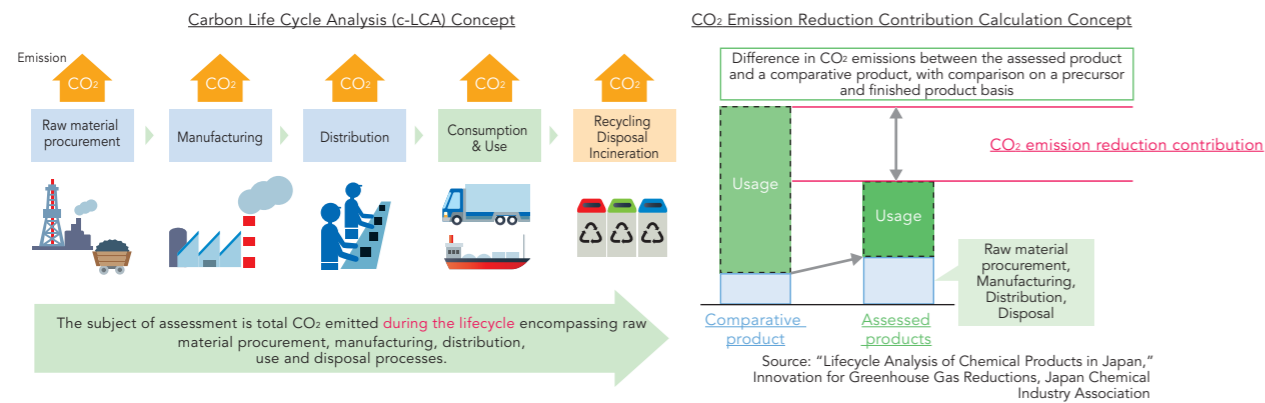 Carbon Life Cycle Analysis (c-LCA) Concept
Emission
CO₂
CO₂
CO₂
CO₂
CO₂
Raw material
procurement
Manufacturing
Distribution
Consumption
& Use
Recycling
Disposal
Incineration
The subject of assessment is total CO₂ emitted during the lifecycle encompassing raw
material procurement, manufacturing, distribution,
use and disposal processes.
CO₂ Emission Reduction Contribution Calculation Concept
Difference in CO₂ emissions between the assessed product
and a comparative product, with comparison on a precursor
and finished product basis
CO₂ emission reduction contribution
Usage
Usage
Raw material
procurement,
Manufacturing,
Distribution,
Disposal
Comparative
product
Assessed
products
Source: “Lifecycle Analysis of Chemical Products in Japan,”
Innovation for Greenhouse Gas Reductions, Japan Chemical
Industry Association